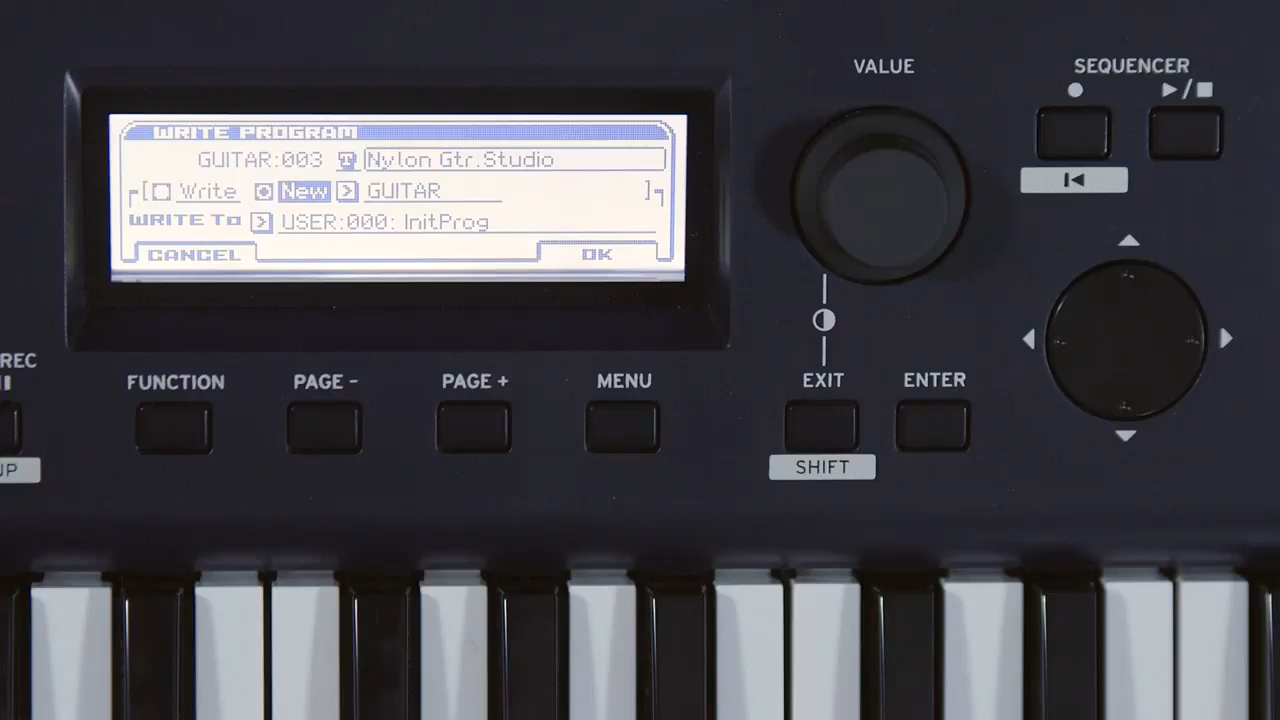 VALUE
SEQUENCER
WRITE PROGRAM
GUITAR:003 T Nylon Gtr.Studio
Write New GUITAR
WRITE TO USER:000: InitProg
CANCEL OK
REC
FUNCTION PAGE - PAGE + MENU EXIT ENTER
UP
SHIFT